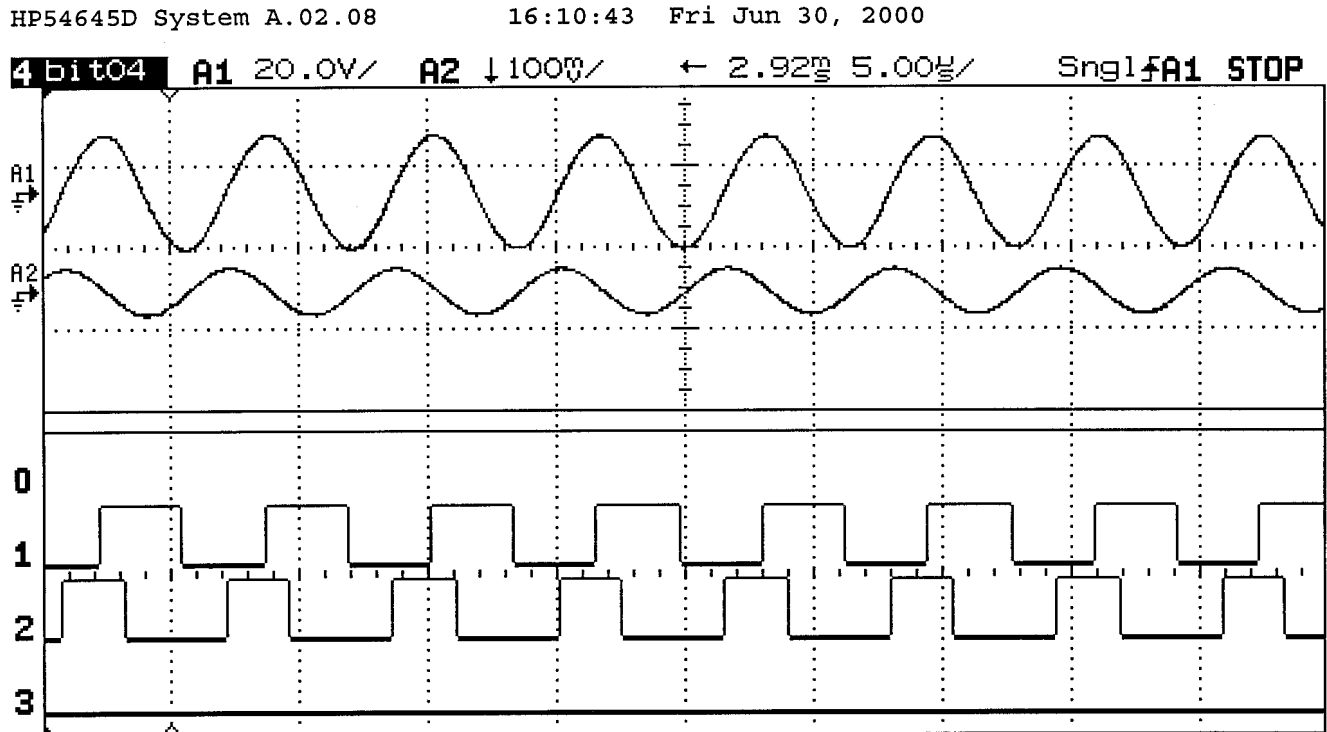 HP54645D System A.02.08 16:10:43 Fri Jun 30, 2000
4 bit04 A1 20.0V/ A2 ↓100mV/ ← 2.92ms 5.00µs/ Sngl A1 STOP
A1
A2
0
1
2
3